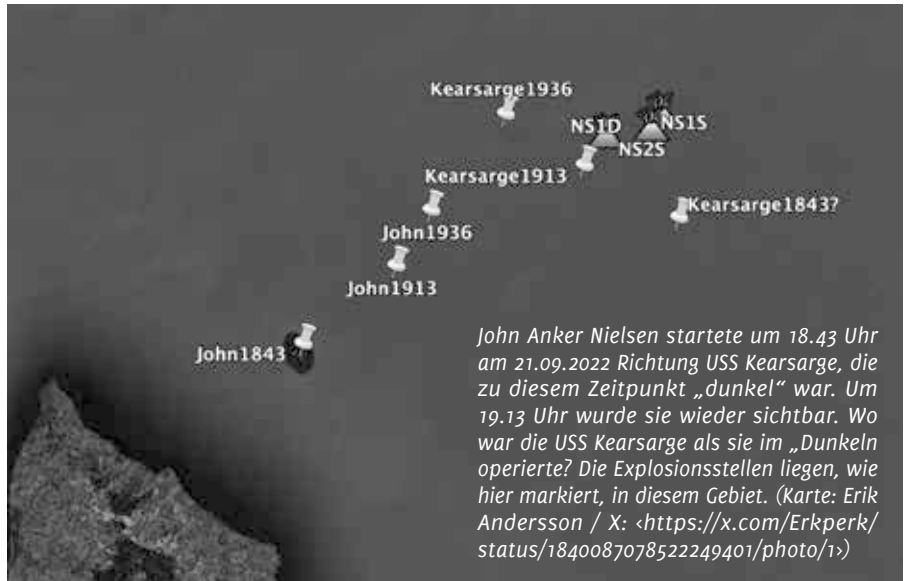 Kearsarge1936
NS1D
NS1S
NS2S
Kearsarge1913
Kearsarge1843?
John1936
John1913
John1843
John Anker Nielsen startete um 18.43 Uhr
am 21.09.2022 Richtung USS Kearsarge, die
zu diesem Zeitpunkt „dunkel“ war. Um
19.13 Uhr wurde sie wieder sichtbar. Wo
war die USS Kearsarge als sie im „Dunkeln
operierte? Die Explosionsstellen liegen, wie
hier markiert, in diesem Gebiet. (Karte: Erik
Andersson / X: ‹https://x.com/Erkperk/
status/1840087078522249401/photo/1›)